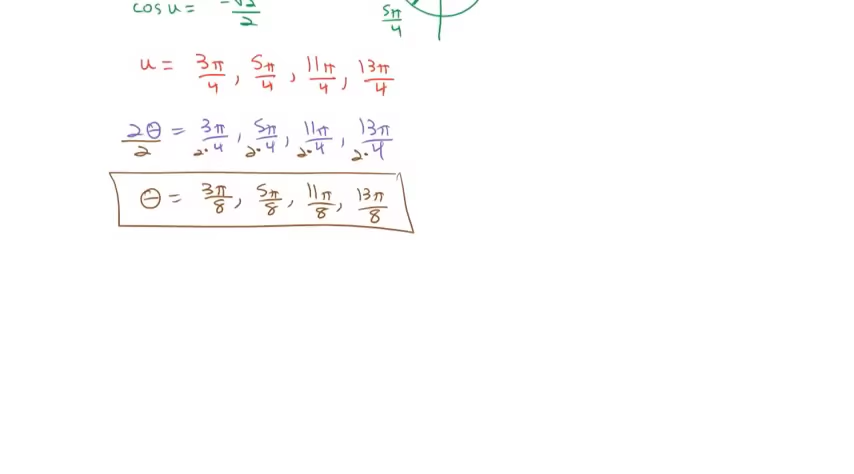 cos u = -√2/2
5π/4
u = 3π/4, 5π/4, 11π/4, 13π/4
2θ/2 = 3π/2·4, 5π/2·4, 11π/2·4, 13π/2·4
θ = 3π/8, 5π/8, 11π/8, 13π/8